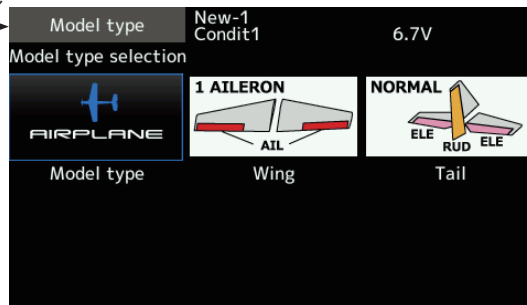 Model type
New-1
Condit1
6.7V
Model type selection
AIRPLANE
1 AILERON
AIL
NORMAL
ELE
RUD
ELE
Model type
Wing
Tail